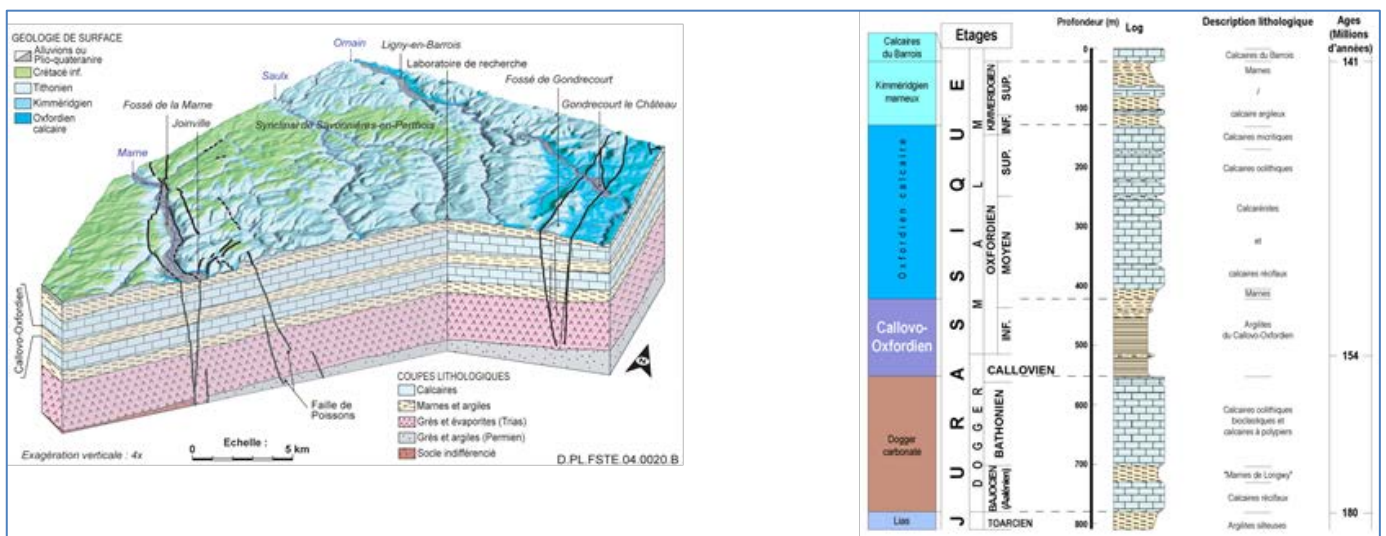 GEOLOGIE DE SURFACE
Alluvions ou
Plio-quateranire
Crétacé inf.
Tithonien
Kimméridgien
Oxfordien
calcaire
Ornain
Ligny-en-Barrois
Laboratoire de recherche
Saulx
Fossé de Gondrecourt
Fossé de la Marne
Gondrecourt le Château
Joinville
Synclinal de Savonnières-en-Perthois
Marne
Callovo-Oxfordien
COUPES LITHOLOGIQUES
Calcaires
Marnes et argiles
Grès et évaporites (Trias)
Grès et argiles (Permien)
Socle indifférencié
Faille de
Poissons
Echelle :
0 5 km
Exagération verticale : 4x
D.PL.FSTE.04.0020.B
Etages
Profondeur (m)
Log
Description lithologique
Ages
(Millions
d'années)
Calcaires
du Barrois
Kimméridgien
marneux
Oxfordien calcaire
Callovo-
Oxfordien
Dogger
carbonaté
Lias
JURASSIQUE
MALM
DOGGER
KIMMERIDGIEN
SUP.
INF.
OXFORDIEN
SUP.
MOYEN
INF.
CALLOVIEN
BATHONIEN
BAJOCIEN
(Aalénien)
TOARCIEN
0
100
200
300
400
500
600
700
800
Calcaires du Barrois
Marnes
/
calcaire argileux
Calcaires micritiques
Calcaires oolithiques
Calcarénites
et
calcaires récifaux
Marnes
Argilites
du Callovo-Oxfordien
Calcaires oolithiques
bioclastiques et
calcaires à polypiers
"Marnes de Longwy"
Calcaires récifaux
Argilites silteuses
141
154
180